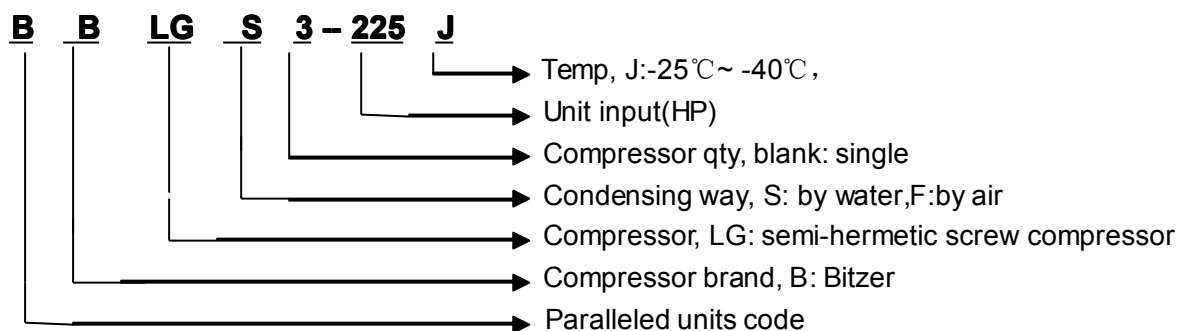 B B LG S 3 - 225 J
Temp, J:-25℃~ -40℃，
Unit input(HP)
Compressor qty, blank: single
Condensing way, S: by water,F:by air
Compressor, LG: semi-hermetic screw compressor
Compressor brand, B: Bitzer
Paralleled units code